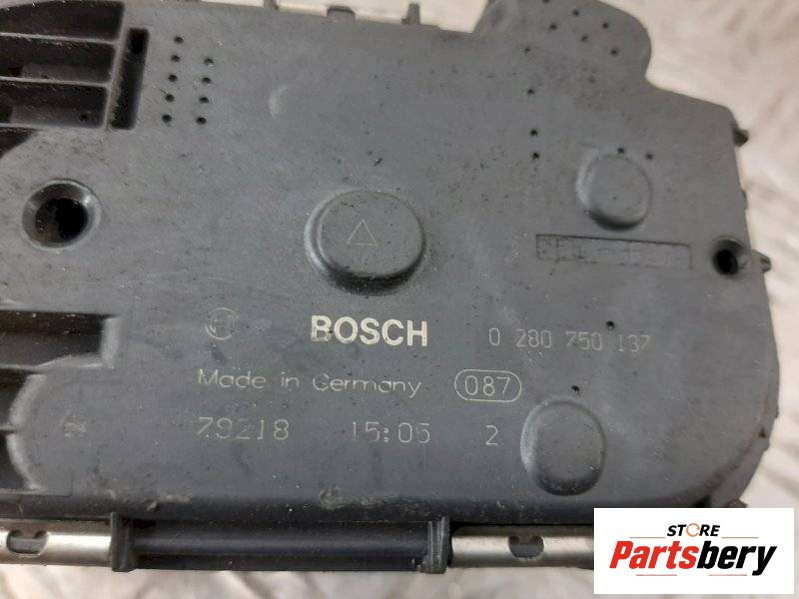 BOSCH 0 280 750 137
Made in Germany 087
79218 15:05 2
STORE
Partsbery